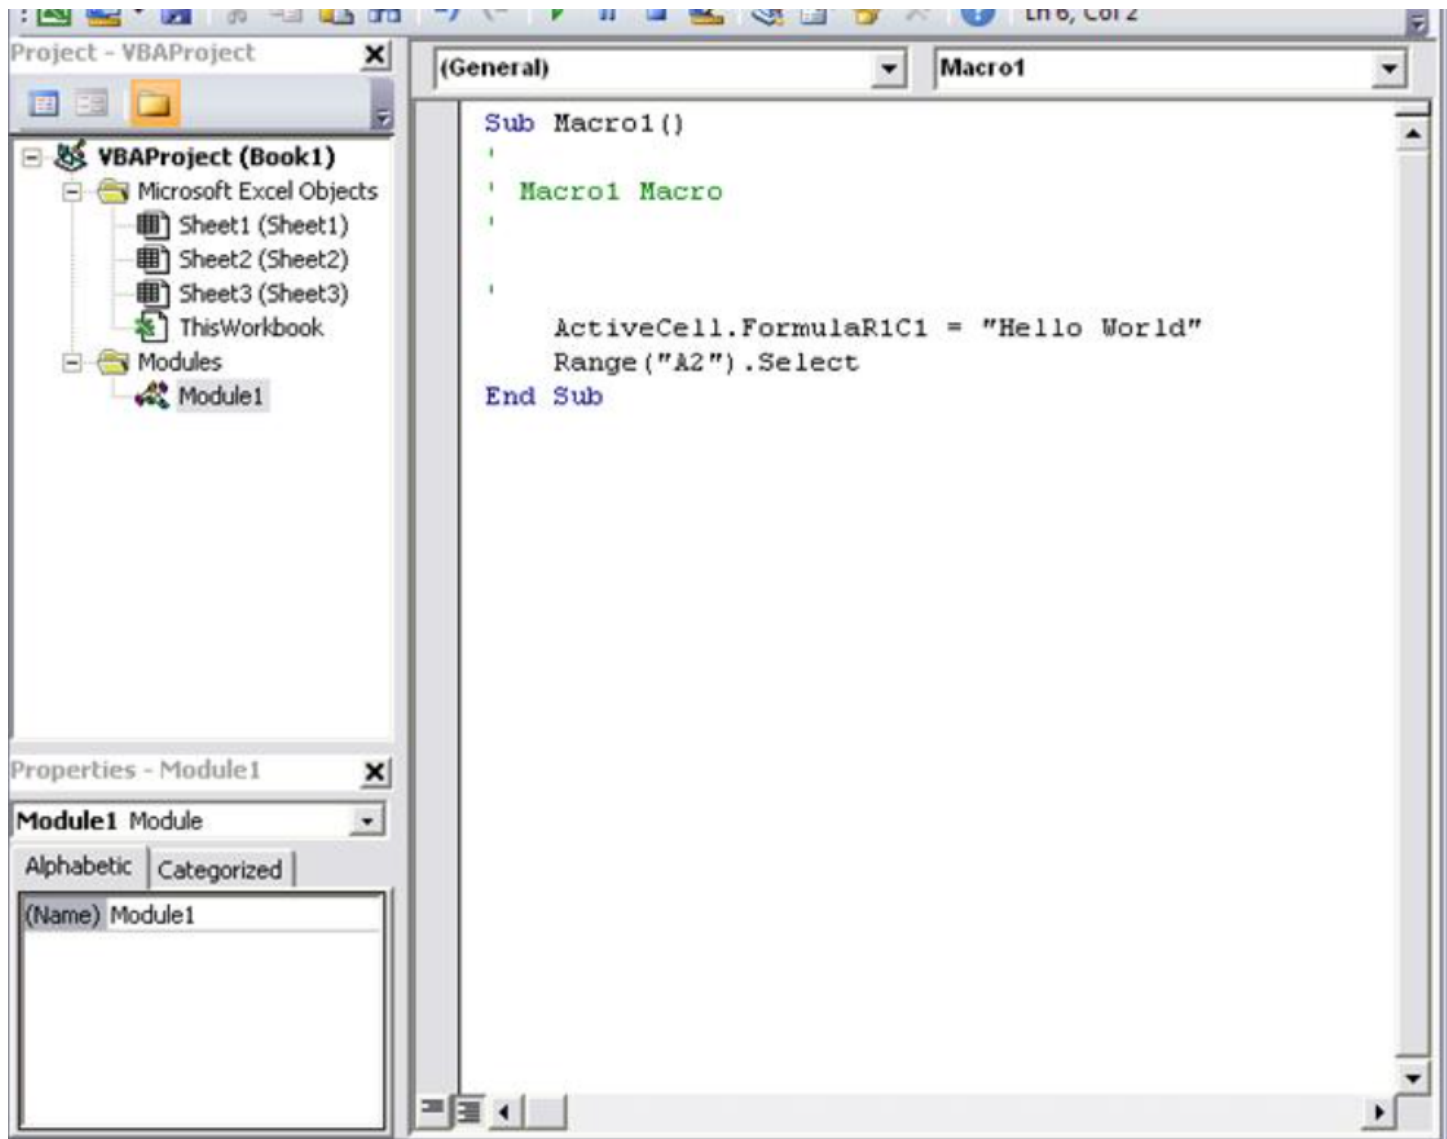 Ln 6, Col 2
Project - VBAProject
(General)
Macro1
VBAProject (Book1)
Microsoft Excel Objects
Sheet1 (Sheet1)
Sheet2 (Sheet2)
Sheet3 (Sheet3)
ThisWorkbook
Modules
Module1
Sub Macro1()
'
' Macro1 Macro
'
'
ActiveCell.FormulaR1C1 = "Hello World"
Range("A2").Select
End Sub
Properties - Module1
Module1 Module
Alphabetic
Categorized
(Name) Module1